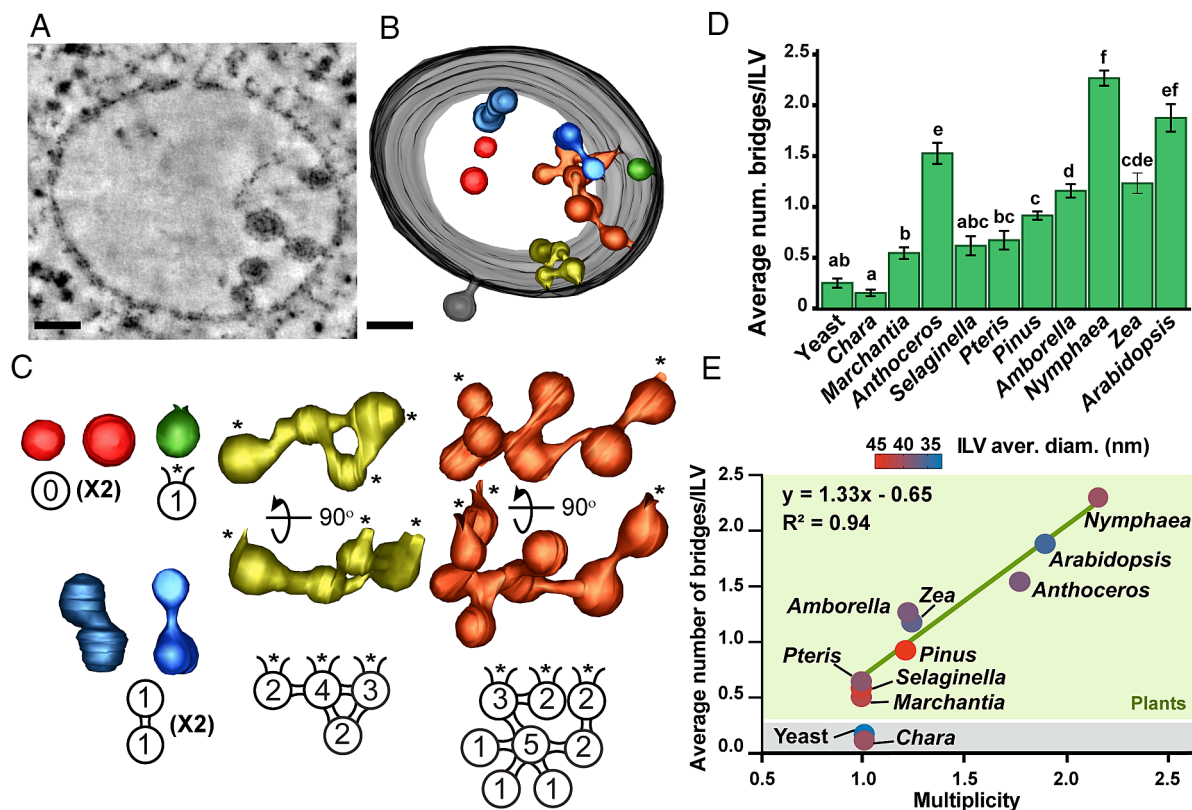 A
B
C
0 (X2)
*
1
*
*
*
90°
*
*
*
*
*
*
*
*
90°
*
1
1
(X2)
*
*
*
2
4
3
2
*
*
*
3
2
2
1
5
2
1
1
D
Average num. bridges/ILV
2.5
2.0
1.5
1.0
0.5
0
ab
a
b
e
abc
bc
c
d
f
cde
ef
Yeast
Chara
Marchantia
Anthoceros
Selaginella
Pteris
Pinus
Amborella
Nymphaea
Zea
Arabidopsis
E
45 40 35 ILV aver. diam. (nm)
Average number of bridges/ILV
2.5
2.0
1.5
1.0
0.5
0.0
y = 1.33x - 0.65
R² = 0.94
Nymphaea
Arabidopsis
Anthoceros
Amborella
Zea
Pteris
Pinus
Selaginella
Marchantia
Plants
Yeast
Chara
0.5 1.0 1.5 2.0 2.5
Multiplicity